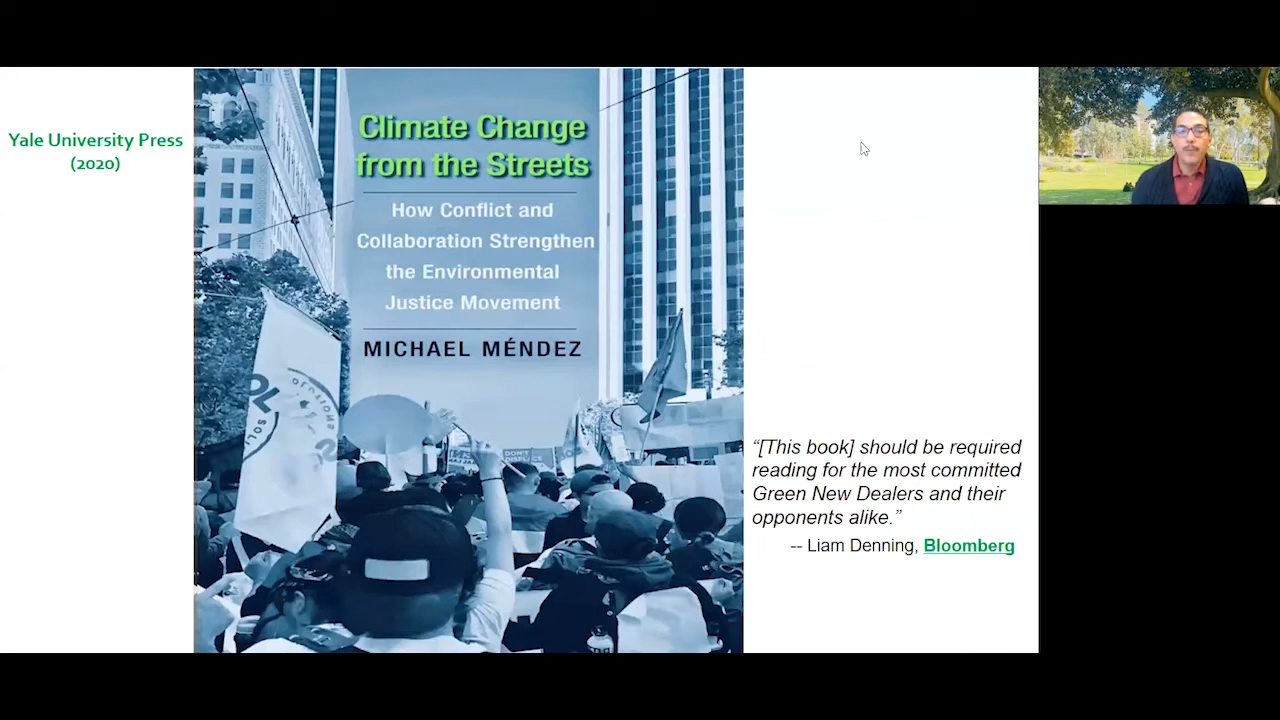 Yale University Press
(2020)
Climate Change
from the Streets
How Conflict and
Collaboration Strengthen
the Environmental
Justice Movement
MICHAEL MÉNDEZ
DON'T
DISPLACE
“[This book] should be required
reading for the most committed
Green New Dealers and their
opponents alike.”
-- Liam Denning, Bloomberg